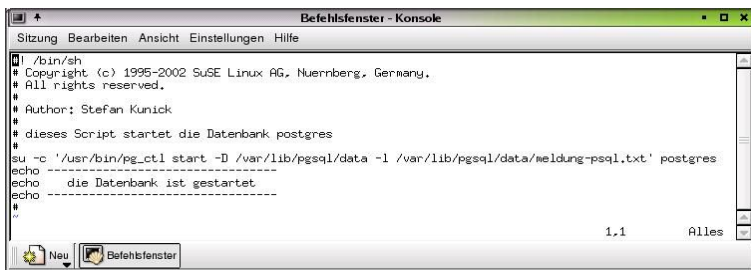 Befehlsfenster - Konsole
Sitzung Bearbeiten Ansicht Einstellungen Hilfe
#! /bin/sh
# Copyright (c) 1995-2002 SuSE Linux AG, Nuernberg, Germany.
# All rights reserved.
#
# Author: Stefan Kunick
#
# dieses Script startet die Datenbank postgres
#
su -c '/usr/bin/pg_ctl start -D /var/lib/pgsql/data -l /var/lib/pgsql/data/meldung-psql.txt' postgres
echo ---------------------------------
echo    die Datenbank ist gestartet
echo ---------------------------------
#
~
1,1 Alles
Neu Befehlsfenster